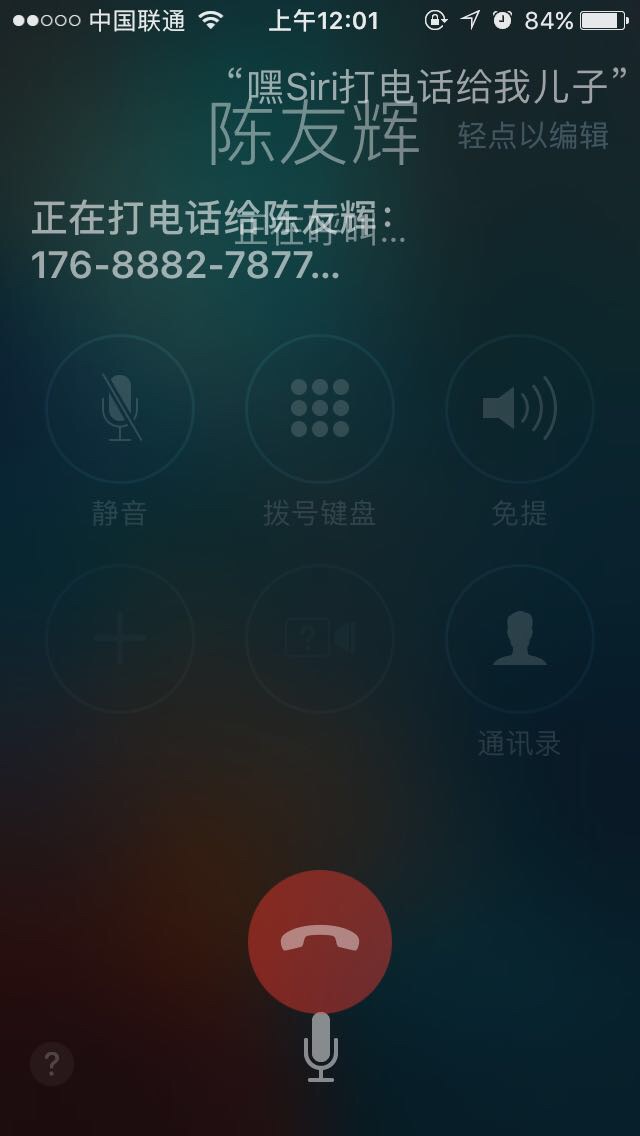 中国联通 上午12:01 84%
“嘿Siri打电话给我儿子”
陈友辉 轻点以编辑
正在打电话给陈友辉：
正在呼叫...
176-8882-7877...
静音 拨号键盘 免提
?
通讯录
?